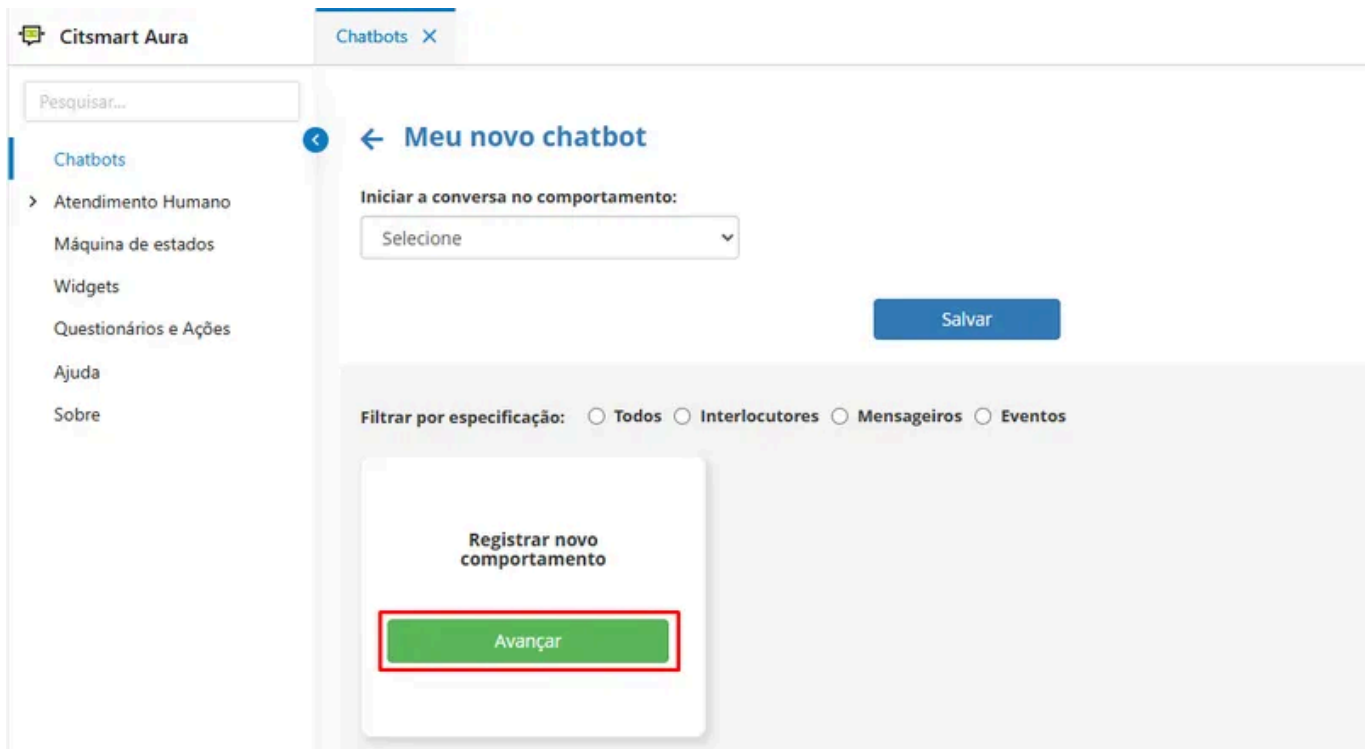 Citsmart Aura
Chatbots
Pesquisar...
Chatbots
Atendimento Humano
Máquina de estados
Widgets
Questionários e Ações
Ajuda
Sobre
Meu novo chatbot
Iniciar a conversa no comportamento:
Selecione
Salvar
Filtrar por especificação: Todos Interlocutores Mensageiros Eventos
Registrar novo
comportamento
Avançar